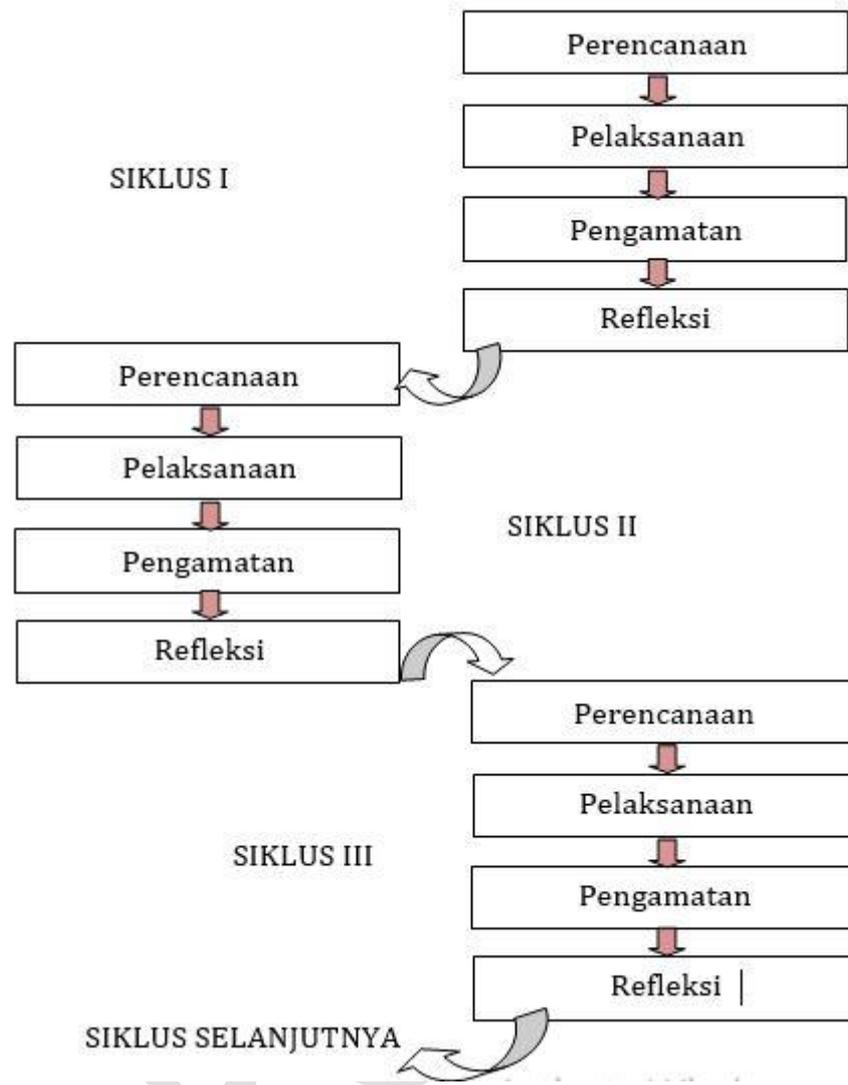 Perencanaan
Pelaksanaan
SIKLUS I
Pengamatan
Refleksi
Perencanaan
Pelaksanaan
SIKLUS II
Pengamatan
Refleksi
Perencanaan
Pelaksanaan
SIKLUS III
Pengamatan
Refleksi
SIKLUS SELANJUTNYA